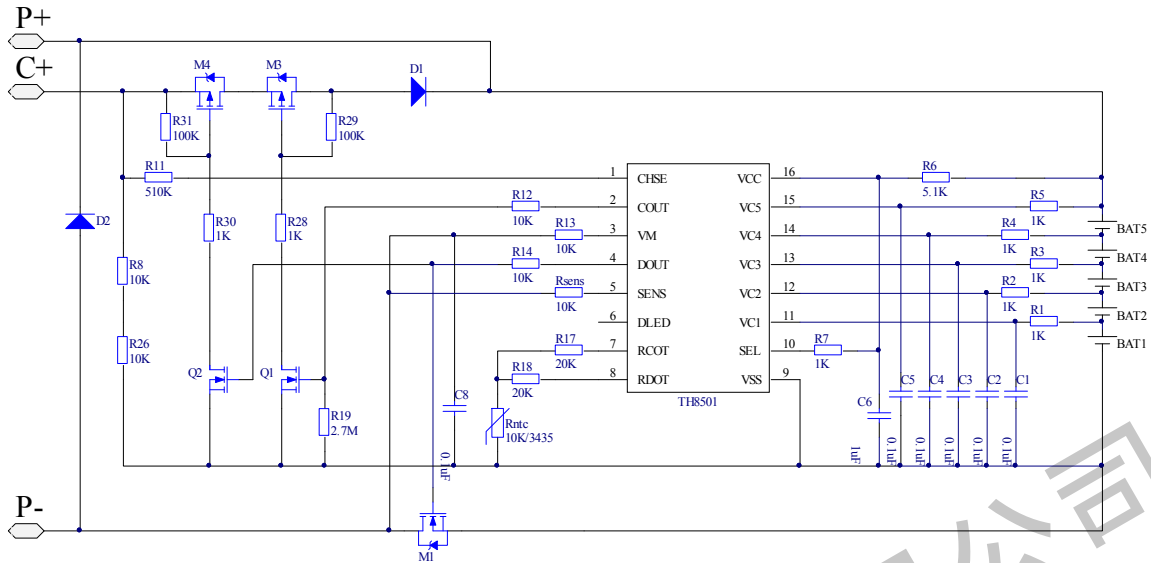 P+
C+
M4
M3
D1
R31
100K
R29
100K
R11
510K
1
CHSE
VCC
16
R6
5.1K
R12
10K
2
COUT
VC5
15
R5
1K
D2
R30
1K
R28
1K
R13
10K
3
VM
VC4
14
R4
1K
BAT5
R14
10K
4
DOUT
VC3
13
R3
1K
BAT4
R8
10K
Rsens
10K
5
SENS
VC2
12
R2
1K
BAT3
6
DLED
VC1
11
R1
1K
BAT2
R26
10K
R17
20K
7
RCOT
SEL
10
R7
1K
BAT1
Q2
Q1
R18
20K
8
RDOT
VSS
9
TH8501
R19
2.7M
C8
0.1uF
Rntc
10K/3435
C6
1uF
C5
0.1uF
C4
0.1uF
C3
0.1uF
C2
0.1uF
C1
0.1uF
P-
M1
公司